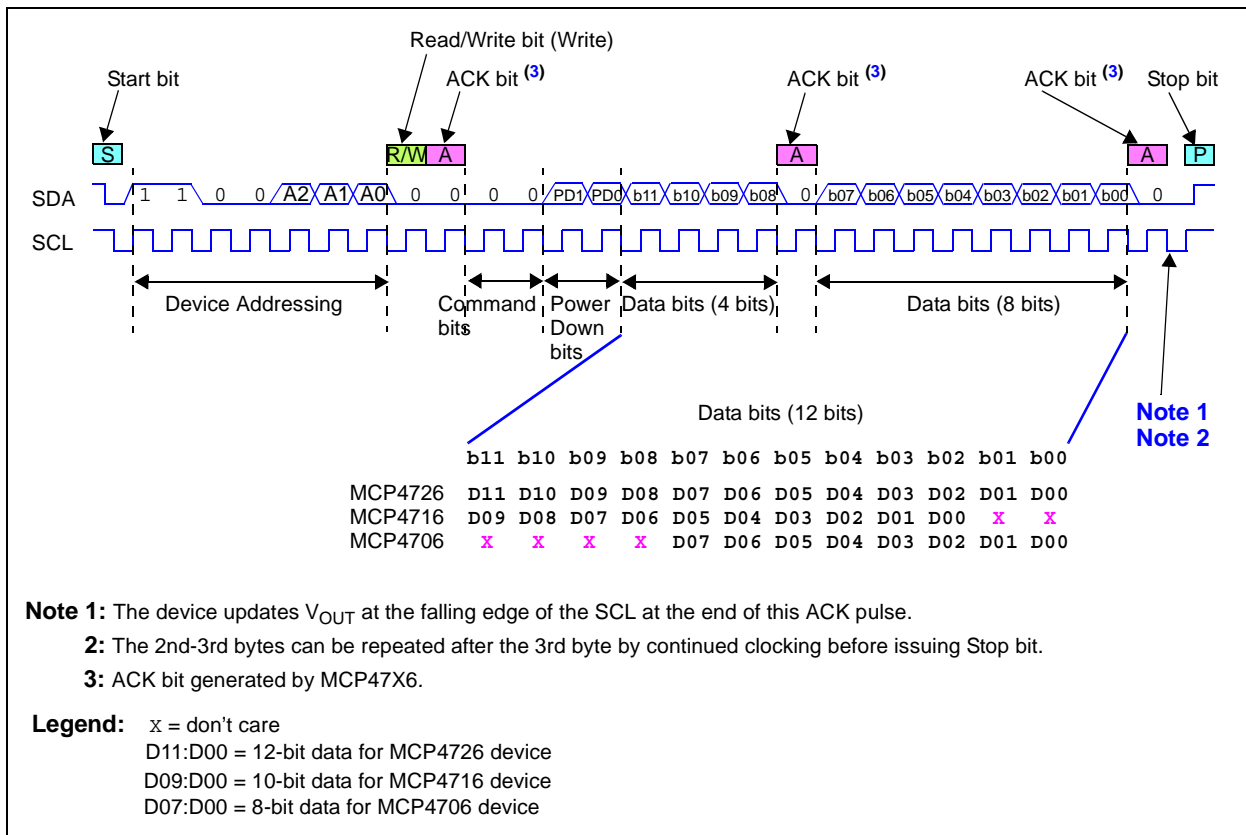 Read/Write bit (Write)
Start bit
ACK bit (3)
ACK bit (3)
ACK bit (3)
Stop bit
S
R/W
A
A
A
P
SDA
1 1 0 0 A2 A1 A0 0 0 0 0 PD1 PD0 b11 b10 b09 b08 0 b07 b06 b05 b04 b03 b02 b01 b00 0
SCL
Device Addressing
Command bits
Power Down bits
Data bits (4 bits)
Data bits (8 bits)
Note 1
Note 2
Data bits (12 bits)
b11 b10 b09 b08 b07 b06 b05 b04 b03 b02 b01 b00
MCP4726 D11 D10 D09 D08 D07 D06 D05 D04 D03 D02 D01 D00
MCP4716 D09 D08 D07 D06 D05 D04 D03 D02 D01 D00 X X
MCP4706 X X X X D07 D06 D05 D04 D03 D02 D01 D00
Note 1: The device updates VOUT at the falling edge of the SCL at the end of this ACK pulse.
2: The 2nd-3rd bytes can be repeated after the 3rd byte by continued clocking before issuing Stop bit.
3: ACK bit generated by MCP47X6.
Legend: X = don't care
D11:D00 = 12-bit data for MCP4726 device
D09:D00 = 10-bit data for MCP4716 device
D07:D00 = 8-bit data for MCP4706 device